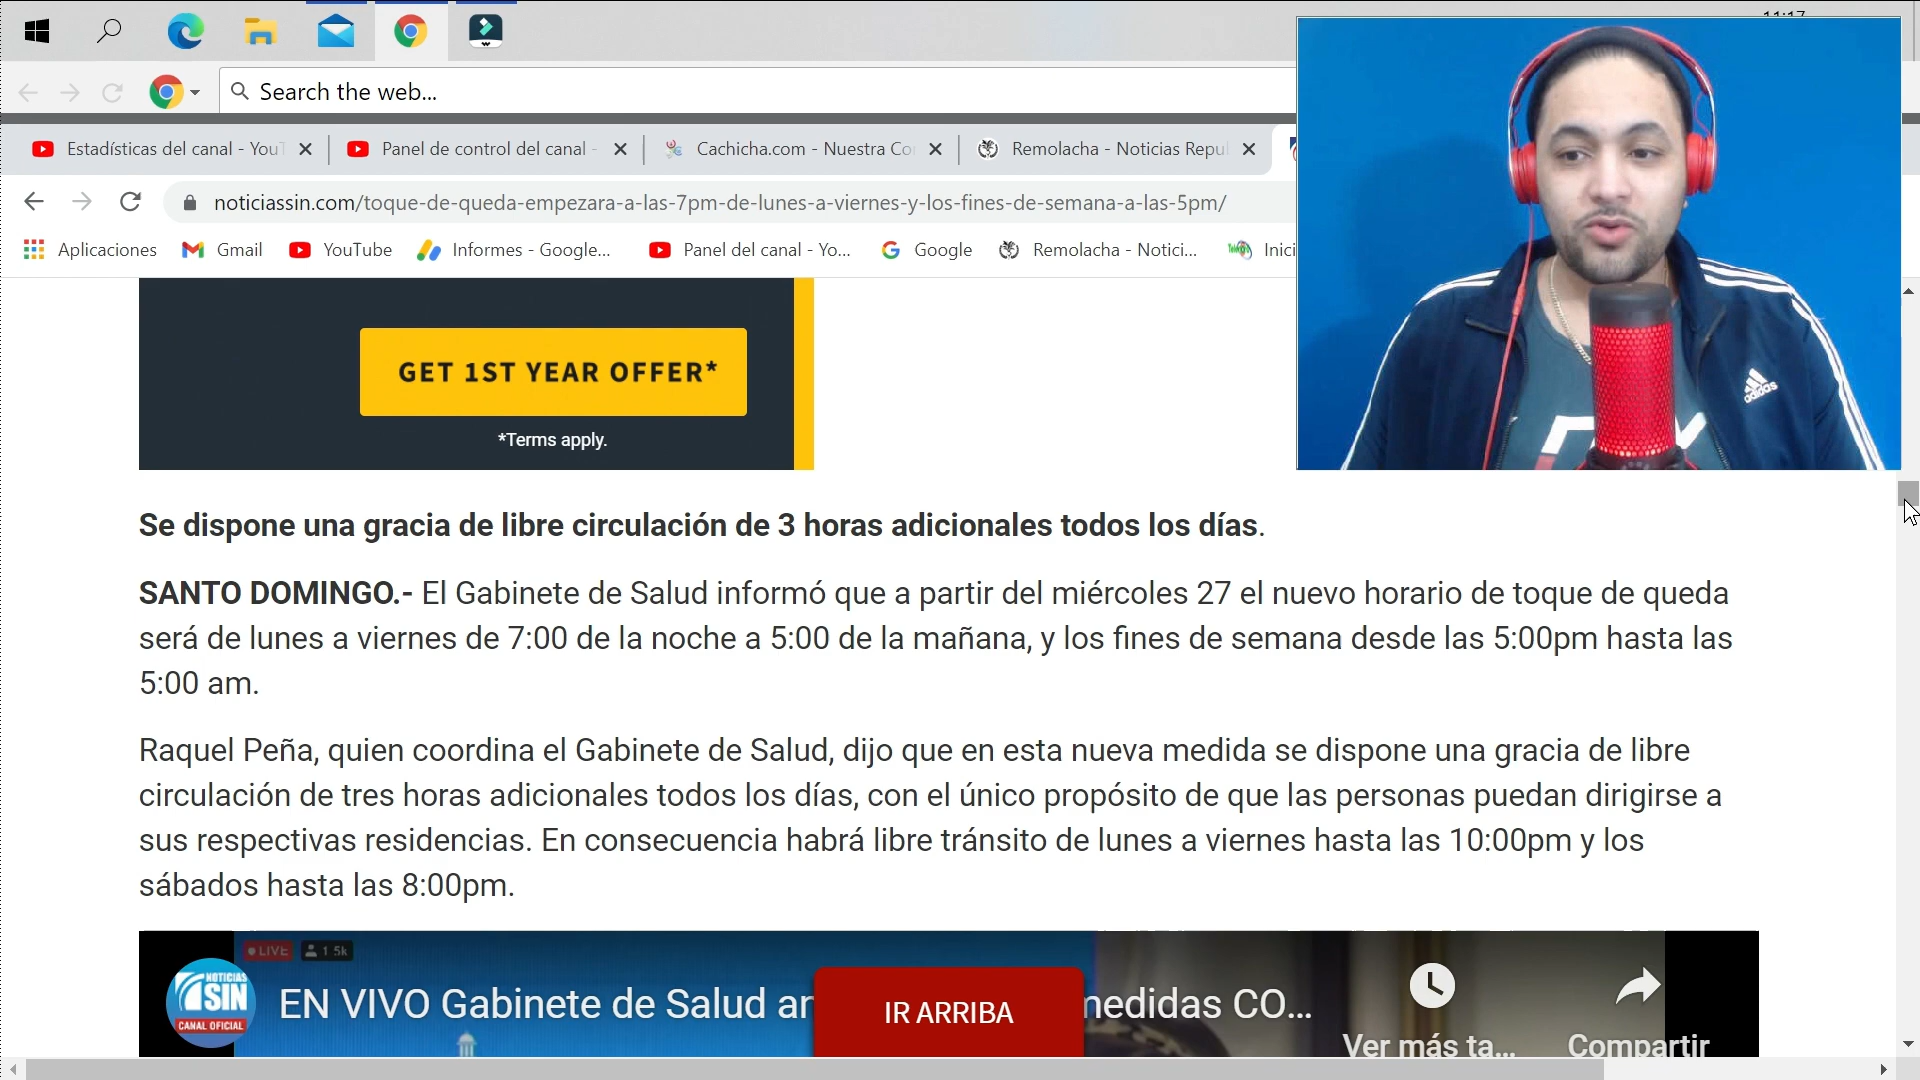 Search the web...
Estadísticas del canal - You
Panel de control del canal -
Cachicha.com - Nuestra Co
Remolacha - Noticias Repu
noticiassin.com/toque-de-queda-empezara-a-las-7pm-de-lunes-a-viernes-y-los-fines-de-semana-a-las-5pm/
Aplicaciones
Gmail
YouTube
Informes - Google...
Panel del canal - Yo...
Google
Remolacha - Notici...
Inici
adidas
GET 1ST YEAR OFFER*
*Terms apply.
Se dispone una gracia de libre circulación de 3 horas adicionales todos los días.
SANTO DOMINGO.- El Gabinete de Salud informó que a partir del miércoles 27 el nuevo horario de toque de queda
será de lunes a viernes de 7:00 de la noche a 5:00 de la mañana, y los fines de semana desde las 5:00pm hasta las
5:00 am.
Raquel Peña, quien coordina el Gabinete de Salud, dijo que en esta nueva medida se dispone una gracia de libre
circulación de tres horas adicionales todos los días, con el único propósito de que las personas puedan dirigirse a
sus respectivas residencias. En consecuencia habrá libre tránsito de lunes a viernes hasta las 10:00pm y los
sábados hasta las 8:00pm.
LIVE 1.5k
NOTICIAS
SIN
CANAL OFICIAL
EN VIVO Gabinete de Salud an
IR ARRIBA
medidas CO...
Ver más ta...
Compartir